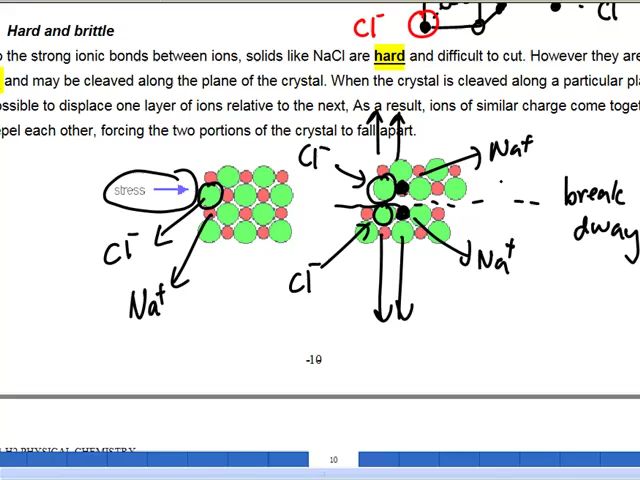 Cl⁻
Cl
Hard and brittle
the strong ionic bonds between ions, solids like NaCl are hard and difficult to cut. However they are
and may be cleaved along the plane of the crystal. When the crystal is cleaved along a particular pla
ossible to displace one layer of ions relative to the next, As a result, ions of similar charge come toget
epel each other, forcing the two portions of the crystal to fall apart.
Cl⁻
Na⁺
stress
break
away
Cl⁻
Na⁺
Cl⁻
Na⁺
-10
H2 PHYSICAL CHEMISTRY
10